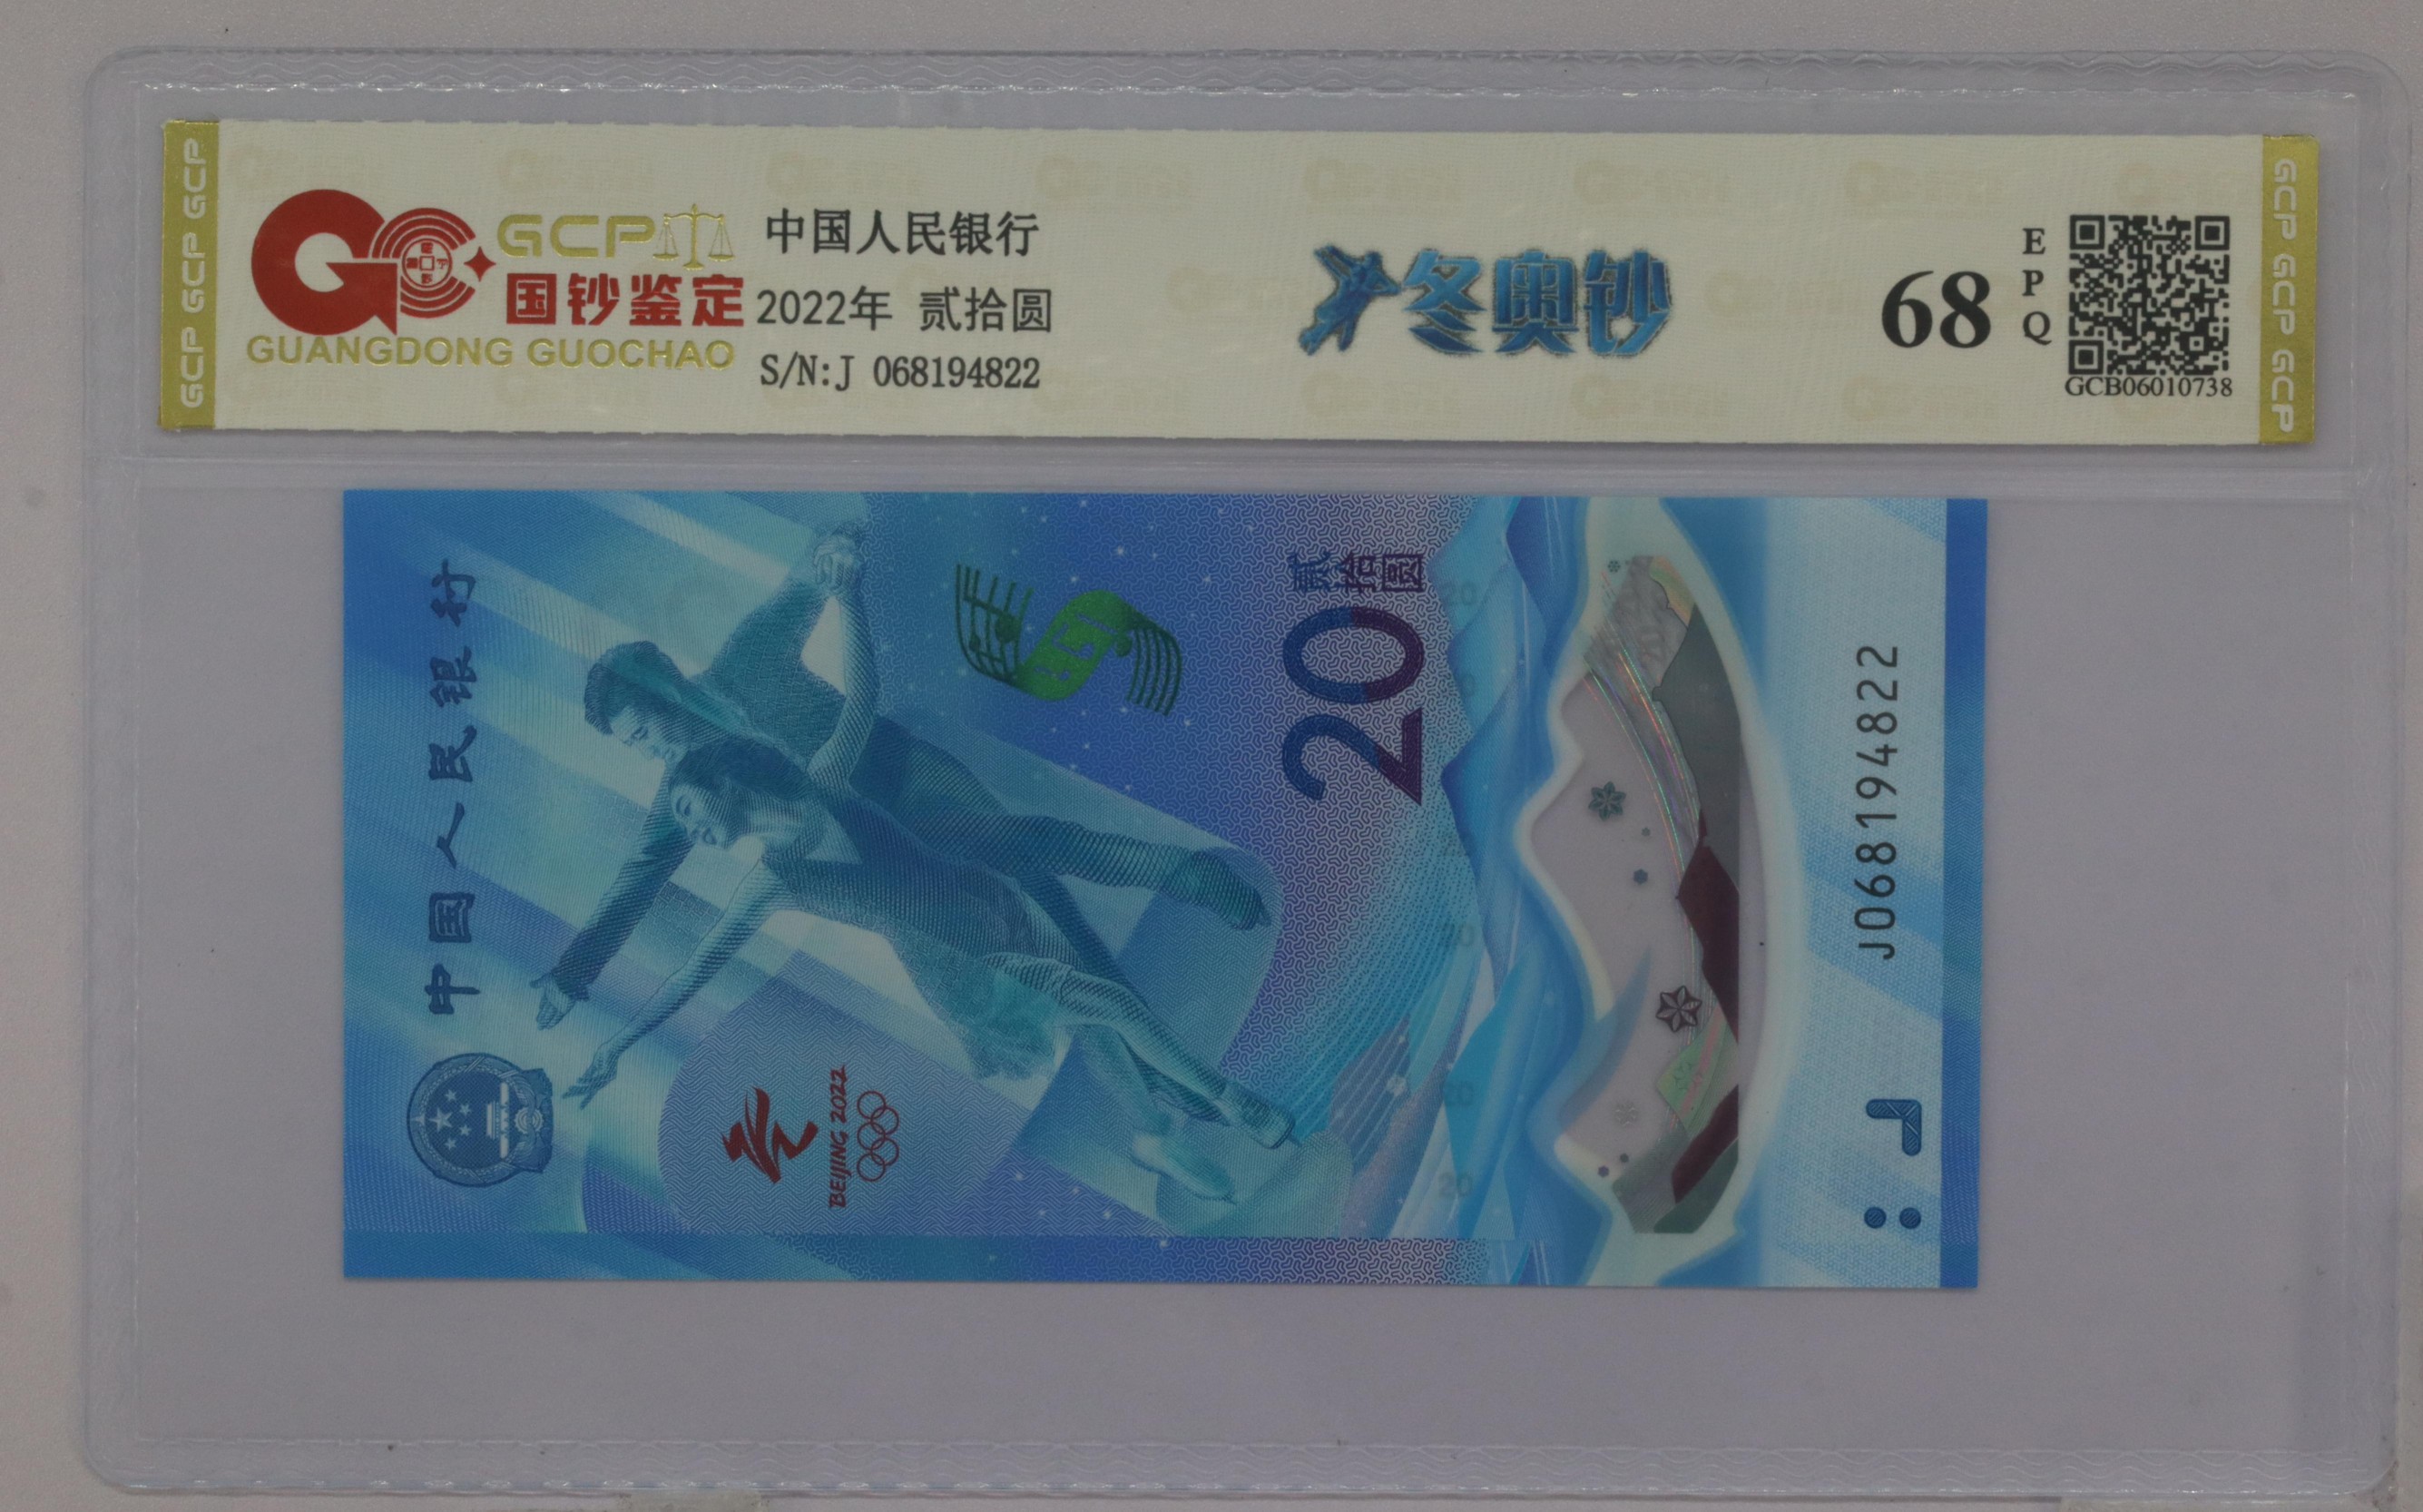 GCP GCP GCP
GCP
国钞鉴定
GUANGDONG GUOCHAO
中国人民银行
2022年 贰拾圆
S/N:J 068194822
冬奥钞
68
E
P
Q
GCB06010738
GCP GCP GCP
中国人民银行
BEIJING 2022
20
贰拾圆
J068194822